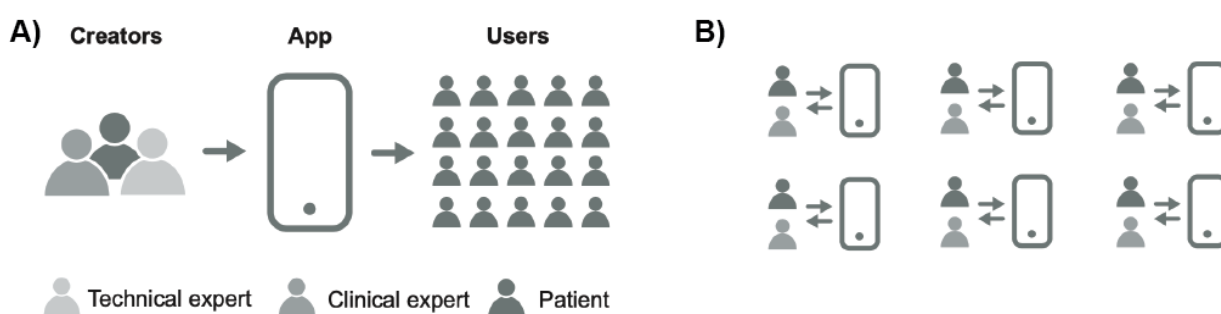 A) Creators App Users
B)
Technical expert Clinical expert Patient